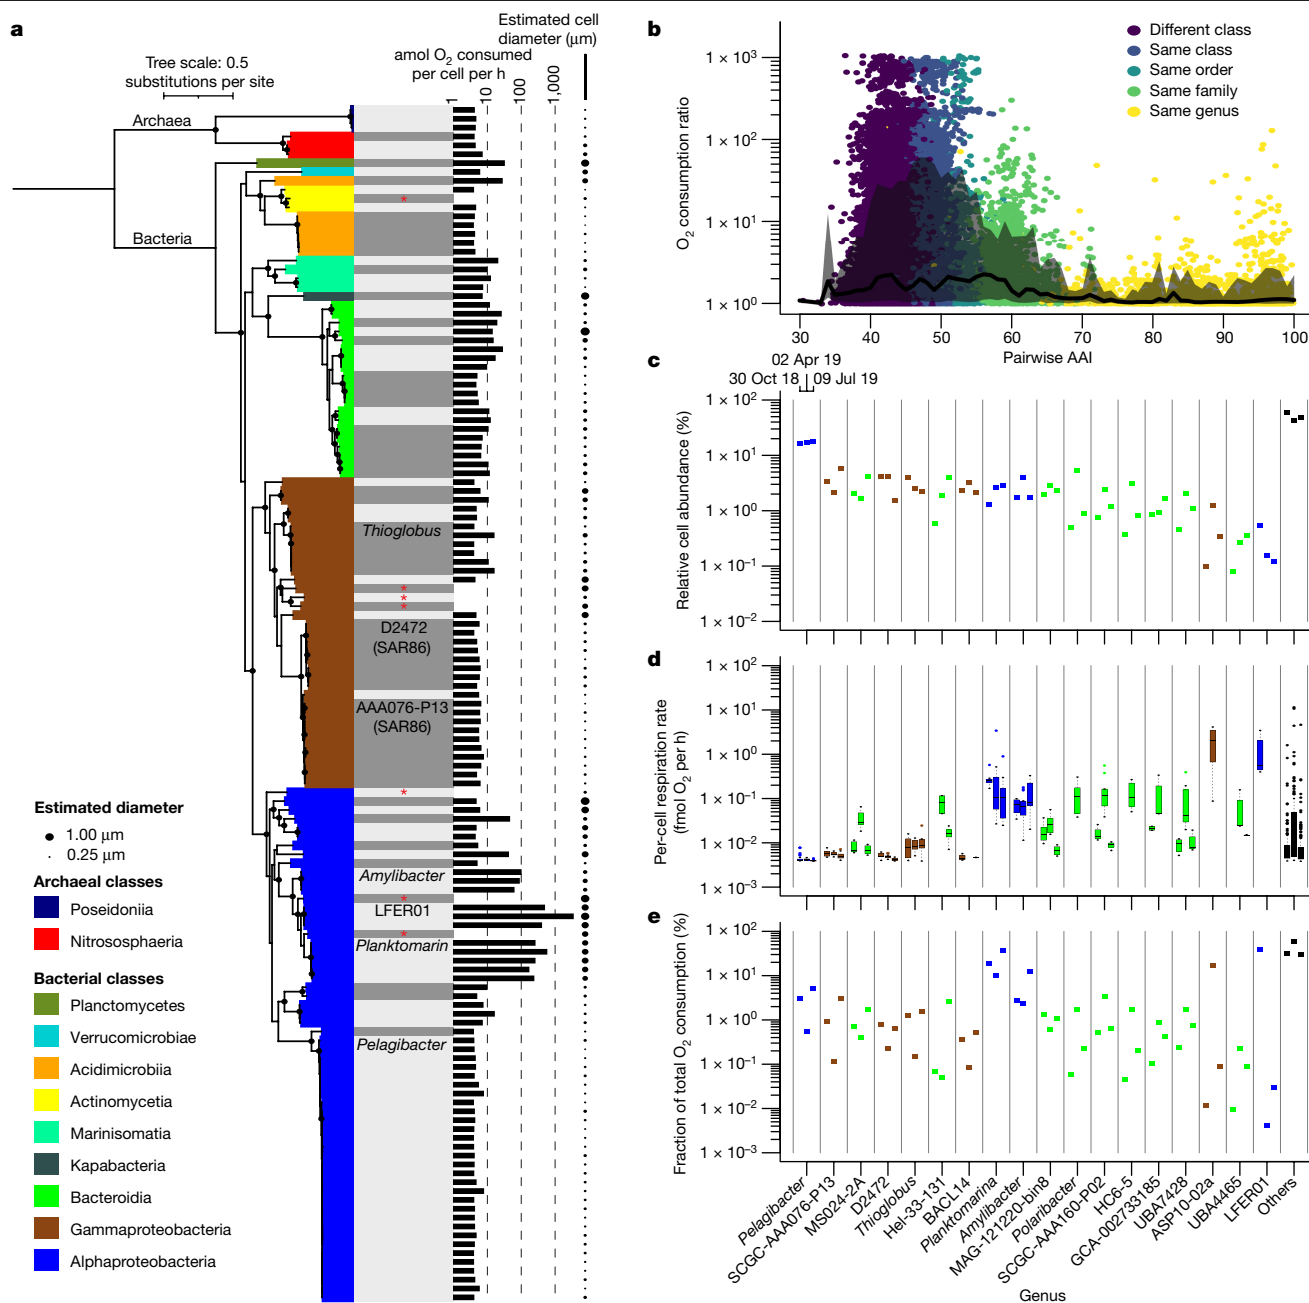 a
Estimated cell
diameter (μm)
amol O₂ consumed
per cell per h
1
10
100
1,000
Tree scale: 0.5
substitutions per site
Archaea
Bacteria
*
Thioglobus
*
*
*
D2472
(SAR86)
AAA076-P13
(SAR86)
*
Amylibacter
*
LFER01
*
Planktomarin
Pelagibacter
Estimated diameter
1.00 μm
0.25 μm
Archaeal classes
Poseidoniia
Nitrososphaeria
Bacterial classes
Planctomycetes
Verrucomicrobiae
Acidimicrobiia
Actinomycetia
Marinisomatia
Kapabacteria
Bacteroidia
Gammaproteobacteria
Alphaproteobacteria
b
Different class
Same class
Same order
Same family
Same genus
O₂ consumption ratio
1 × 10³
1 × 10²
1 × 10¹
1 × 10⁰
30 40 50 60 70 80 90 100
Pairwise AAI
c
02 Apr 19
30 Oct 18 09 Jul 19
Relative cell abundance (%)
1 × 10²
1 × 10¹
1 × 10⁰
1 × 10⁻¹
1 × 10⁻²
d
Per-cell respiration rate
(fmol O₂ per h)
1 × 10²
1 × 10¹
1 × 10⁰
1 × 10⁻¹
1 × 10⁻²
1 × 10⁻³
e
Fraction of total O₂ consumption (%)
1 × 10²
1 × 10¹
1 × 10⁰
1 × 10⁻¹
1 × 10⁻²
1 × 10⁻³
Pelagibacter
SCGC-AAA076-P13
MS024-2A
D2472
Thioglobus
Hel-33-131
BACL14
Planktomarina
Amylibacter
MAG-121220-bin8
Polaribacter
SCGC-AAA160-P02
HC6-5
GCA-002733185
UBA7428
ASP10-02a
UBA4465
LFER01
Others
Genus